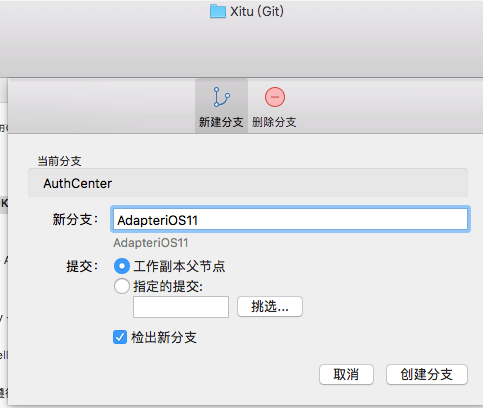 Xitu (Git)
新建分支
删除分支
当前分支
AuthCenter
新分支：
AdapteriOS11
AdapteriOS11
提交：
工作副本父节点
指定的提交:
挑选...
检出新分支
取消
创建分支